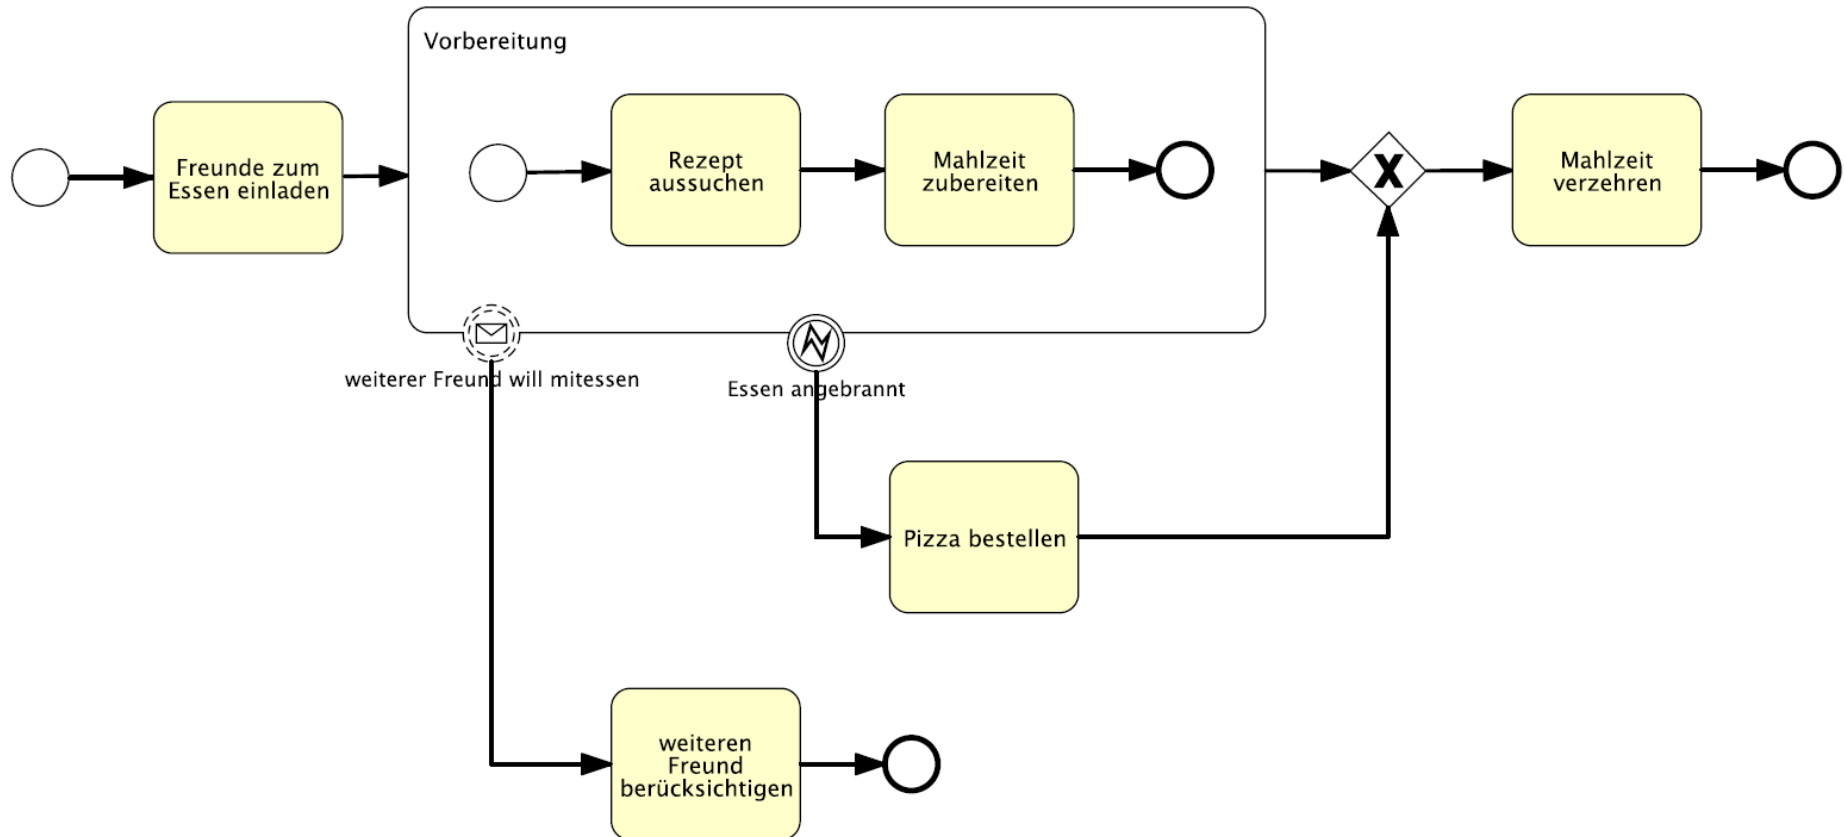 Vorbereitung
Freunde zum
Essen einladen
Rezept
aussuchen
Mahlzeit
zubereiten
Mahlzeit
verzehren
weiterer Freund will mitessen
Essen angebrannt
Pizza bestellen
weiteren
Freund
berücksichtigen